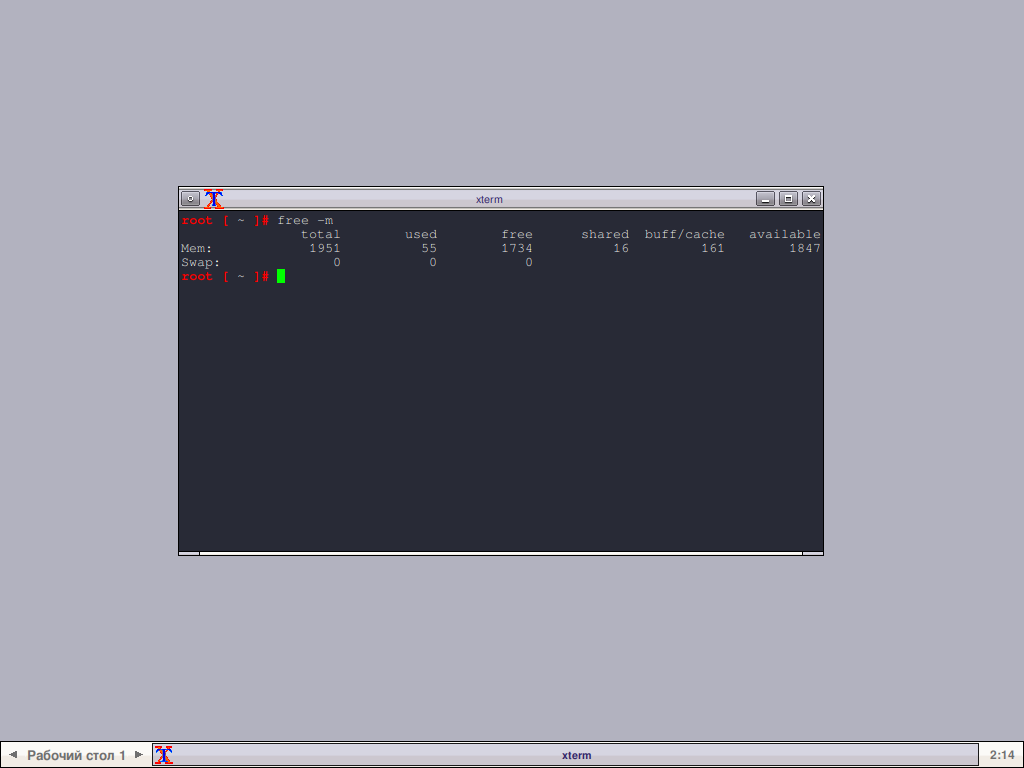 xterm
root [ ~ ]# free -m
total used free shared buff/cache available
Mem: 1951 55 1734 16 161 1847
Swap: 0 0 0
root [ ~ ]#
Рабочий стол 1 xterm 2:14